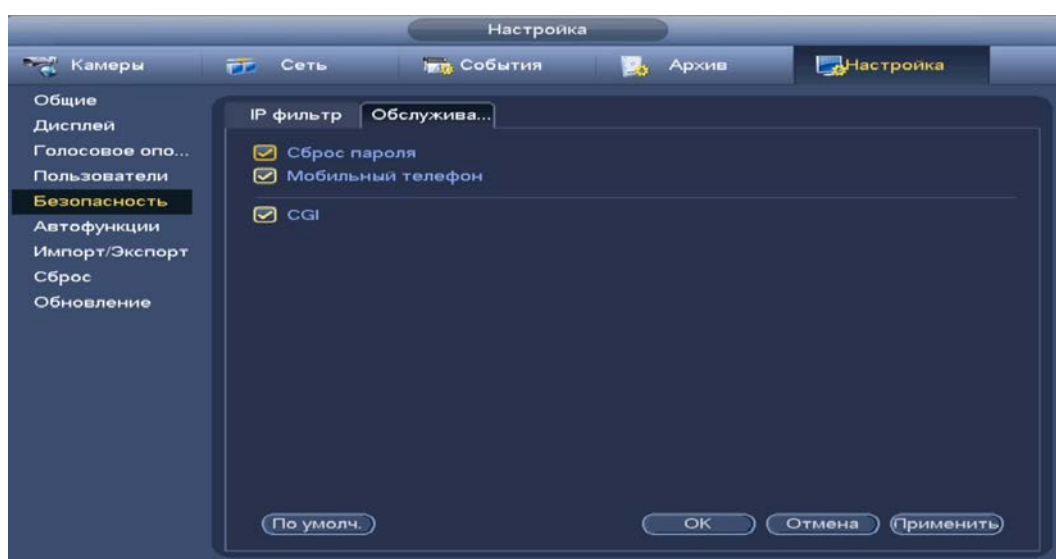 Настройка
Камеры Сеть События Архив Настройка
Общие
Дисплей
Голосовое опо...
Пользователи
Безопасность
Автофункции
Импорт/Экспорт
Сброс
Обновление
IP фильтр Обслужива...
Сброс пароля
Мобильный телефон
CGI
По умолч. OK Отмена Применить